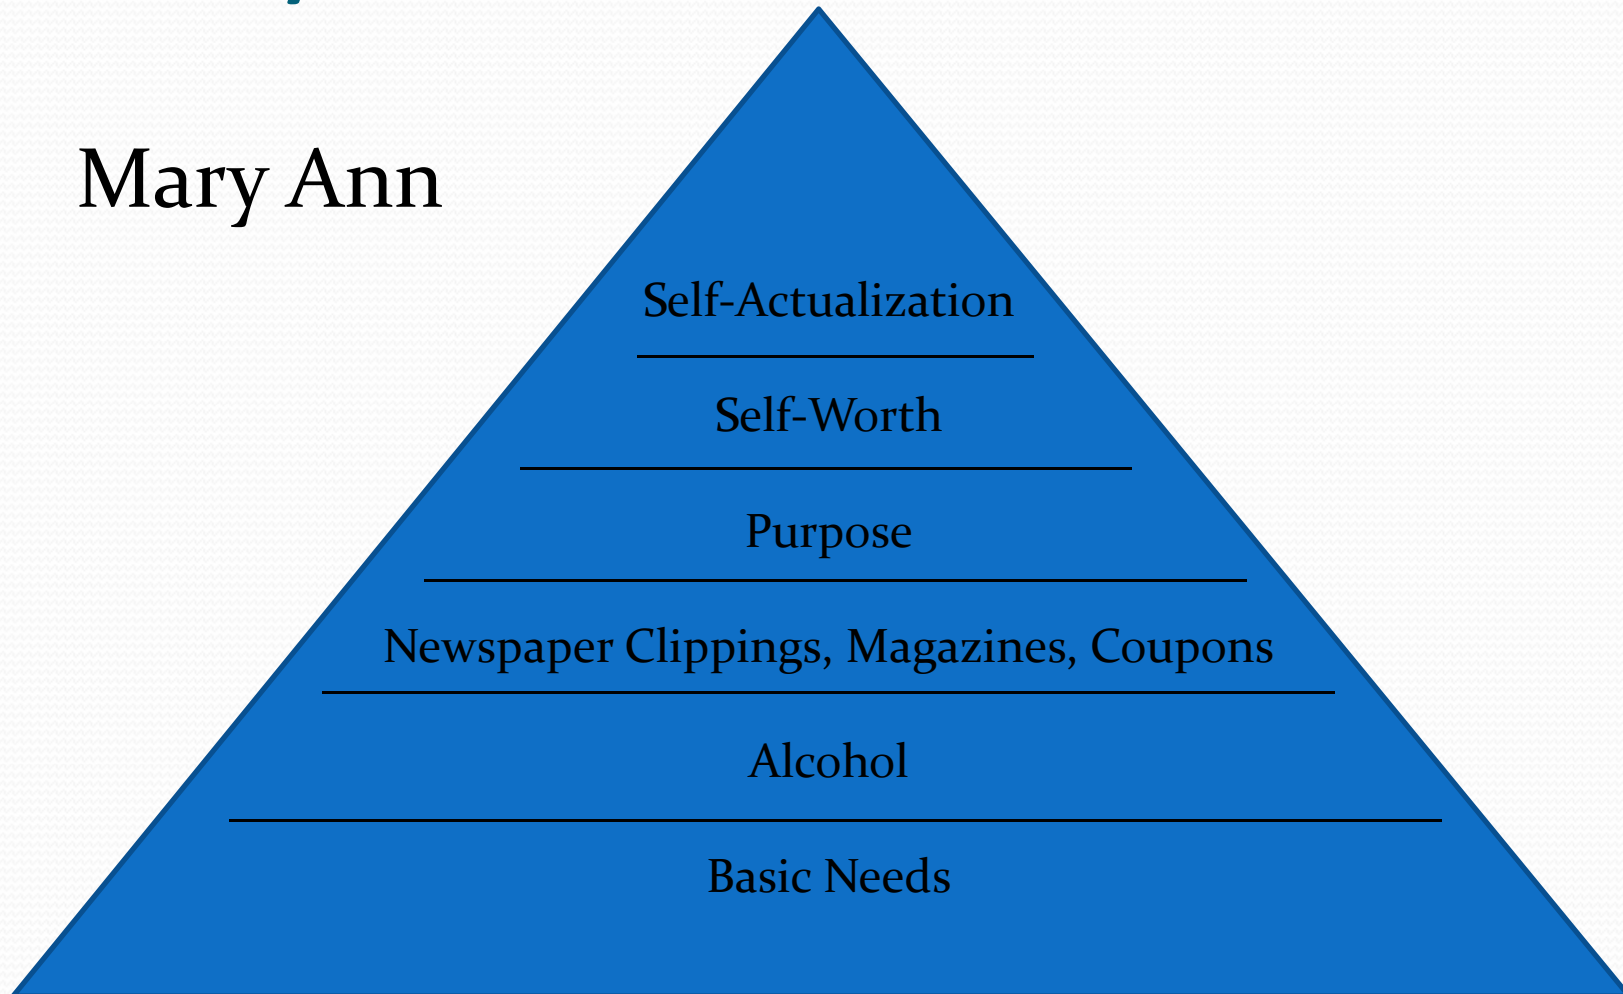 Mary Ann
Self-Actualization
Self-Worth
Purpose
Newspaper Clippings, Magazines, Coupons
Alcohol
Basic Needs